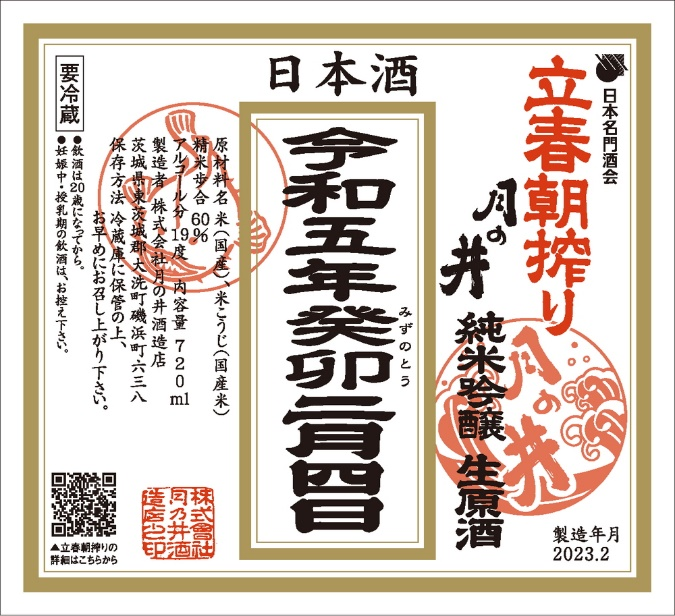 日本名門酒会
立春朝搾り
月の井
純米吟醸 生原酒
月の井
製造年月
2023.2
日本酒
令和五年癸卯二月四日
みずのとう
原材料名 米(国産)、米こうじ(国産米)
精米歩合 60%
アルコール分 19度 内容量 720ml
製造者 株式会社月の井酒造店
茨城県東茨城郡大洗町磯浜町六三八
保存方法 冷蔵庫に保管の上、
お早めにお召し上がり下さい。
要冷蔵
●飲酒は20歳になってから。
●妊娠中・授乳期の飲酒は、お控え下さい。
株式會社
月乃井酒
造店之印
▲立春朝搾りの
詳細はこちらから